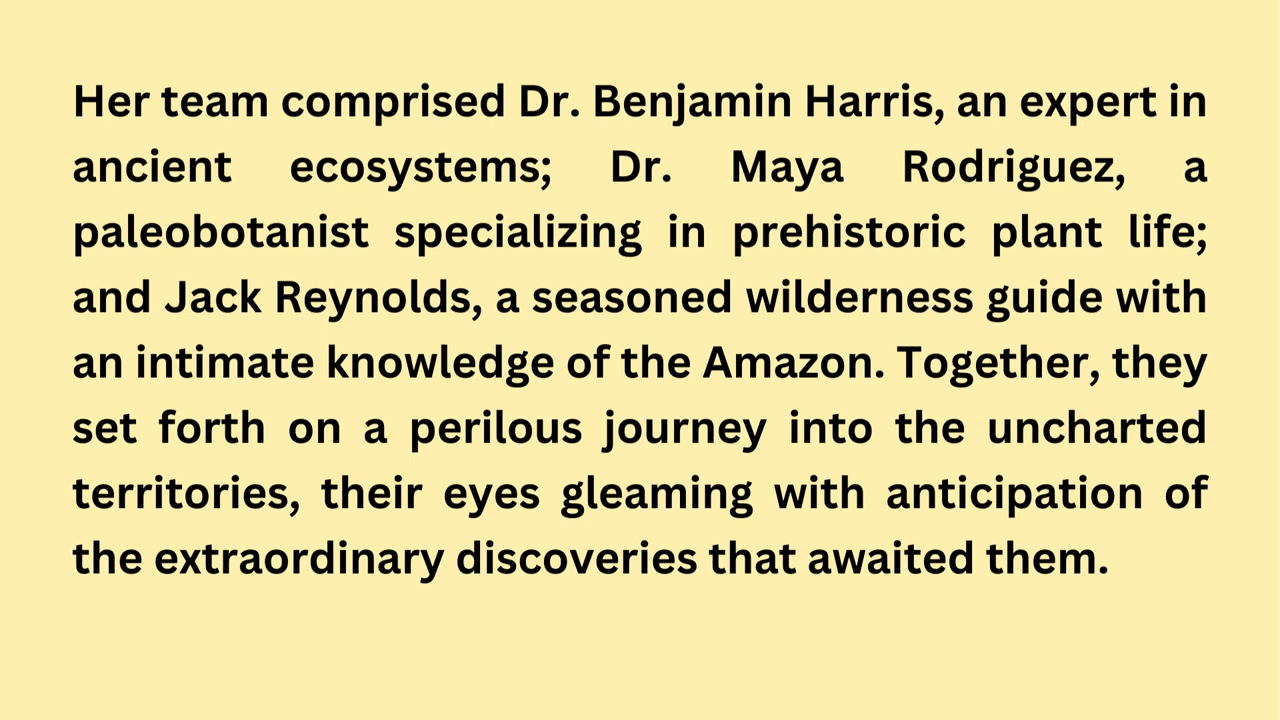 Her team comprised Dr. Benjamin Harris, an expert in
ancient ecosystems; Dr. Maya Rodriguez, a
paleobotanist specializing in prehistoric plant life;
and Jack Reynolds, a seasoned wilderness guide with
an intimate knowledge of the Amazon. Together, they
set forth on a perilous journey into the uncharted
territories, their eyes gleaming with anticipation of
the extraordinary discoveries that awaited them.